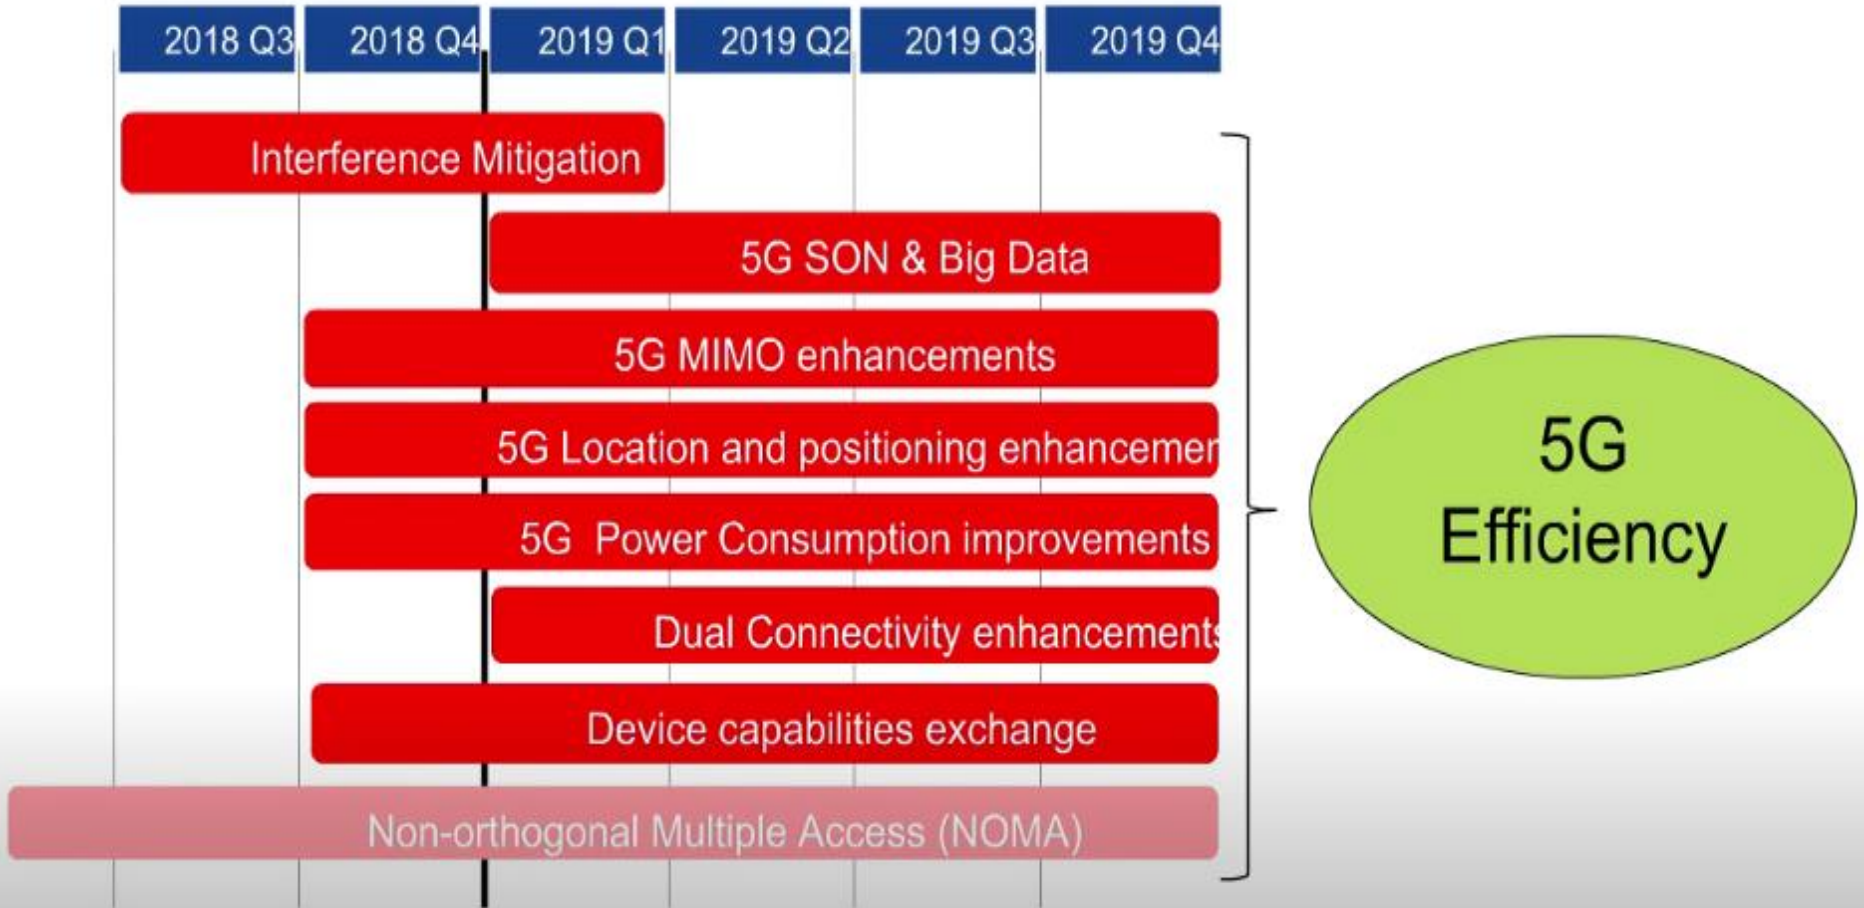 2018 Q3 2018 Q4 2019 Q1 2019 Q2 2019 Q3 2019 Q4
Interference Mitigation
5G SON & Big Data
5G MIMO enhancements
5G Location and positioning enhancemen
5G Power Consumption improvements
Dual Connectivity enhancements
Device capabilities exchange
Non-orthogonal Multiple Access (NOMA)
5G
Efficiency